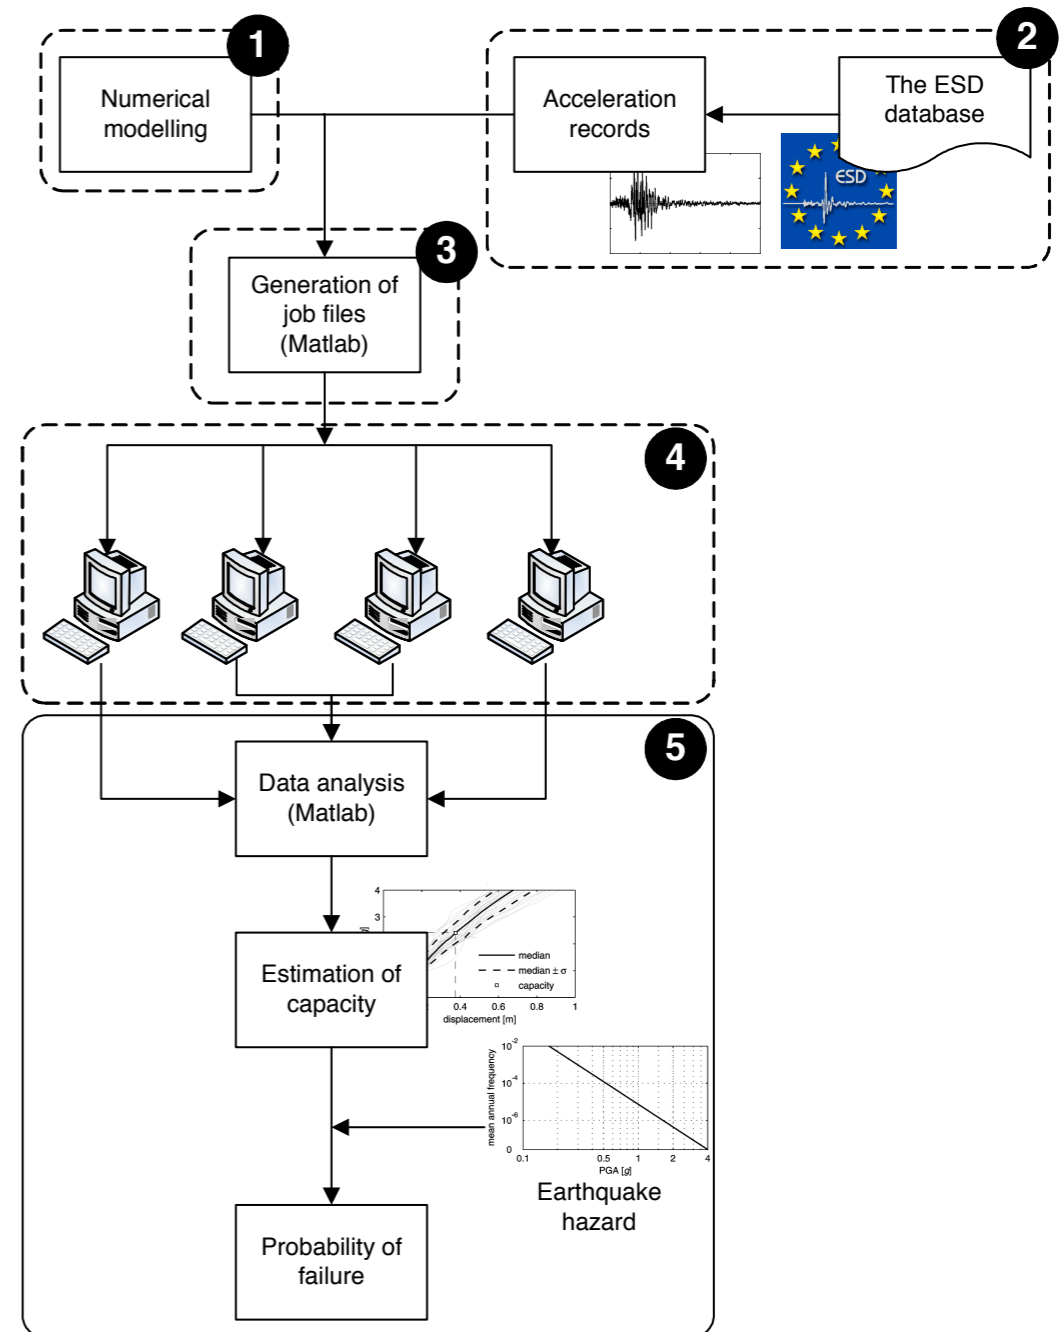 1
2
Numerical
modelling
Acceleration
records
The ESD
database
ESD
3
Generation of
job files
(Matlab)
4
5
Data analysis
(Matlab)
4
3
Estimation of
capacity
median
median ± σ
capacity
0.4 0.6 0.8 1
displacement [m]
10-2
10-4
10-6
0
mean annual frequency
0.1 0.5 1 2 4
PGA [g]
Earthquake
hazard
Probability of
failure